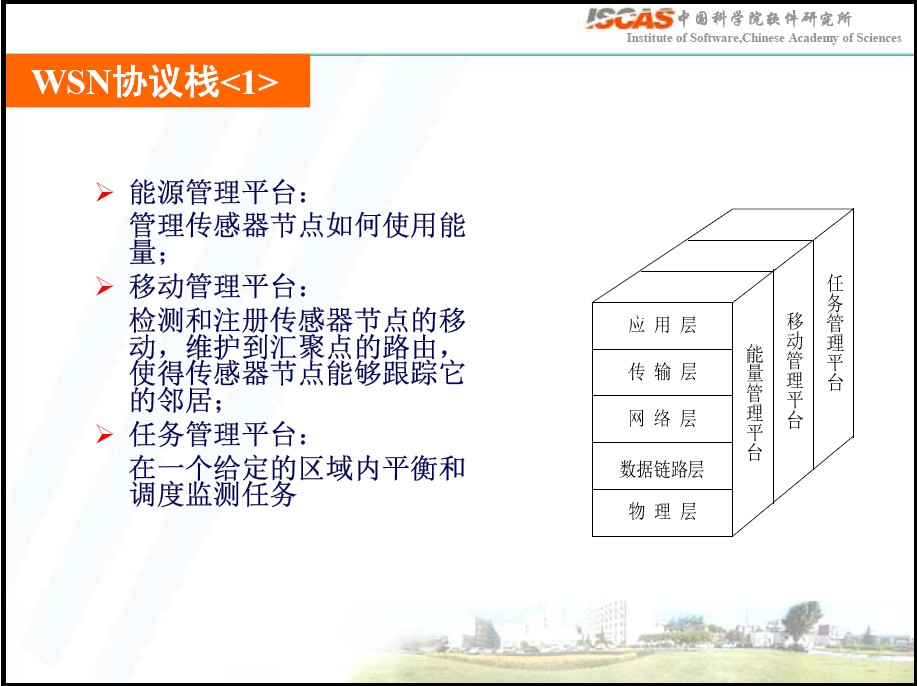 ISCAS中国科学院软件研究所
Institute of Software,Chinese Academy of Sciences
WSN协议栈<1>
能源管理平台：
管理传感器节点如何使用能
量；
移动管理平台：
检测和注册传感器节点的移
动，维护到汇聚点的路由，
使得传感器节点能够跟踪它
的邻居；
任务管理平台：
在一个给定的区域内平衡和
调度监测任务
应用层
传输层
网络层
数据链路层
物理层
能量管理平台
移动管理平台
任务管理平台